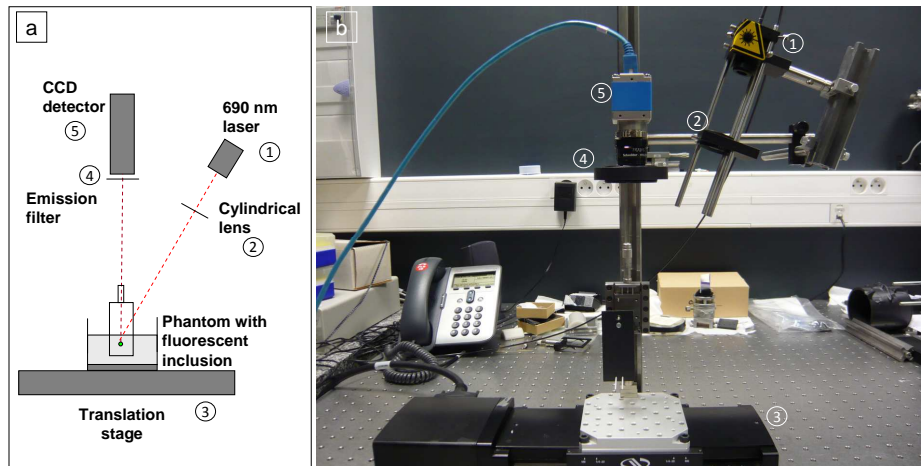 a
CCD
detector
5
690 nm
laser
1
4
Emission
filter
Cylindrical
lens
2
Phantom with
fluorescent
inclusion
3
Translation
stage
b
1
5
2
4
3